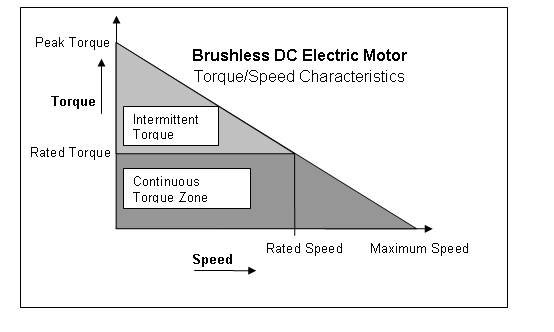 Brushless DC Electric Motor
Torque/Speed Characteristics
Peak Torque
Torque
Intermittent
Torque
Rated Torque
Continuous
Torque Zone
Rated Speed
Maximum Speed
Speed